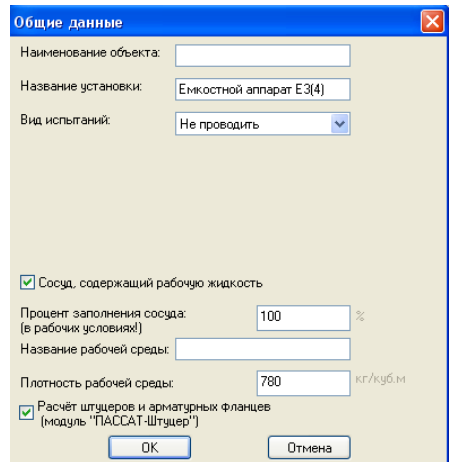 Общие данные
Наименование объекта:
Название установки: Емкостной аппарат Е3(4)
Вид испытаний: Не проводить
Сосуд, содержащий рабочую жидкость
Процент заполнения сосуда: 100 %
(в рабочих условиях!)
Название рабочей среды:
Плотность рабочей среды: 780 кг/куб.м
Расчёт штуцеров и арматурных фланцев
(модуль "ПАССАТ-Штуцер")
OK Отмена